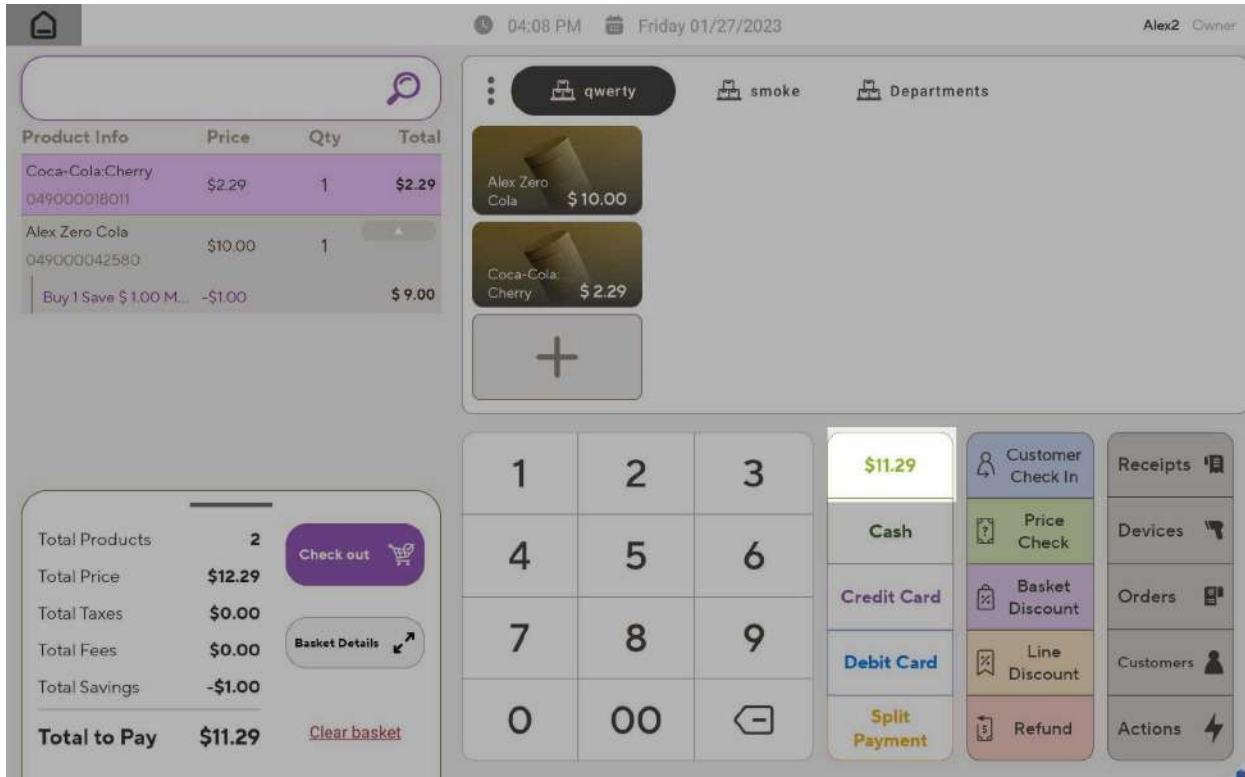 04:08 PM Friday 01/27/2023 Alex2 Owner
Product Info Price Qty Total
Coca-Cola:Cherry $2.29 1 $2.29
049000018011
Alex Zero Cola $10.00 1
049000042580
Buy 1 Save $1.00 M... -$1.00 $9.00
Total Products 2
Total Price $12.29
Total Taxes $0.00
Total Fees $0.00
Total Savings -$1.00
Total to Pay $11.29
Check out
Basket Details
Clear basket
qwerty smoke Departments
Alex Zero
Cola $10.00
Coca-Cola:
Cherry $2.29
1 2 3
4 5 6
7 8 9
0 00
$11.29
Cash
Credit Card
Debit Card
Split
Payment
Customer
Check In
Price
Check
Basket
Discount
Line
Discount
Refund
Receipts
Devices
Orders
Customers
Actions